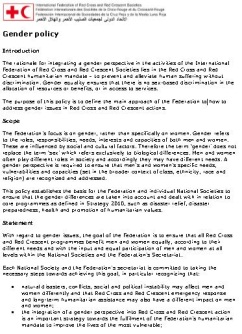 International Federation of Red Cross and Red Crescent Societies
Fédération internationale des Sociétés de la Croix-Rouge et du Croissant-Rouge
Federación Internacional de Sociedades de la Cruz Roja y de la Media Luna Roja
الاتحاد الدولي لجمعيات الصليب الأحمر والهلال الأحمر
Gender policy
Introduction
The rationale for integrating a gender perspective in the activities of the International
Federation of Red Cross and Red Crescent Societies lies in the Red Cross and Red
Crescent humanitarian mandate – to prevent and alleviate human suffering without
discrimination. Gender equality ensures that there is no sex-based discrimination in the
allocation of resources or benefits, or in access to services.
The purpose of this policy is to define the main approach of the Federation to how to
address gender issues in Red Cross and Red Crescent actions.
Scope
The Federation's focus is on gender, rather than specifically on women. Gender refers
to the roles, responsibilities, needs, interests and capacities of both men and women.
These are influenced by social and cultural factors. Therefore the term "gender" does not
replace the term "sex" which refers exclusively to biological differences. Men and women
often play different roles in society and accordingly they may have different needs. A
gender perspective is required to ensure that men's and women's specific needs,
vulnerabilities and capacities (set in the broader context of class, ethnicity, race and
religion) are recognised and addressed.
This policy establishes the basis for the Federation and individual National Societies to
ensure that the gender differences are taken into account and dealt with in relation to
core programmes as defined in Strategy 2010, such as disaster relief, disaster
preparedness, health and promotion of humanitarian values.
Statement
With regard to gender issues, the goal of the Federation is to ensure that all Red Cross
and Red Crescent programmes benefit men and women equally, according to their
different needs and with the input and equal participation of men and women at all
levels within the National Societies and the Federation's Secretariat.
Each National Society and the Federation's secretariat is committed to taking the
necessary steps towards achieving this goal, in particular recognising that:
• natural disasters, conflicts, social and political instability may affect men and
women differently and that Red Cross and Red Crescent emergency response
and long-term humanitarian assistance may also have a different impact on men
and women;
• the integration of a gender perspective into Red Cross and Red Crescent action
is an important strategy towards the fulfilment of the Federation's humanitarian
mandate to improve the lives of the most vulnerable;